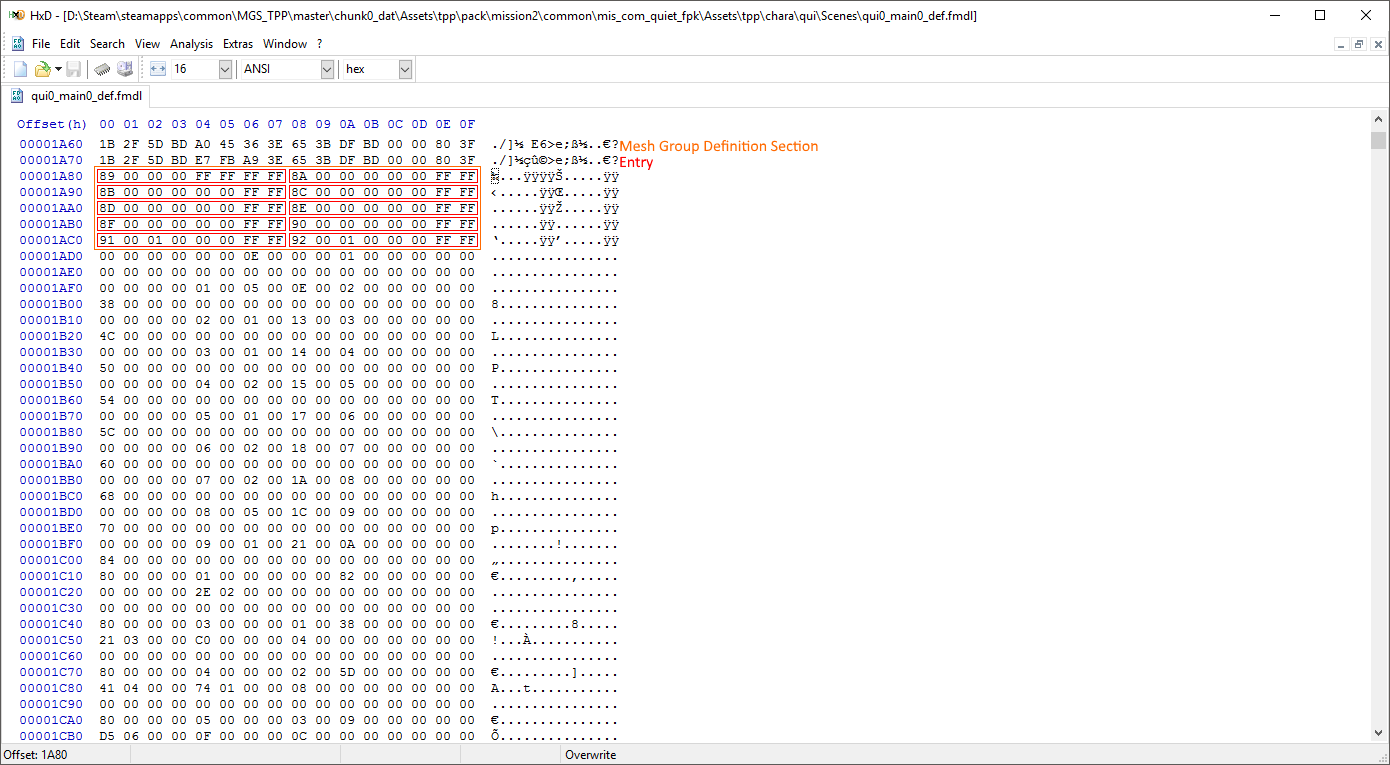 HxD - [D:\Steam\steamapps\common\MGS_TPP\master\chunk0_dat\Assets\tpp\pack\mission2\common\mis_com_quiet_fpk\Assets\tpp\chara\qui\Scenes\qui0_main0_def.fmdl]
File Edit Search View Analysis Extras Window ?
16 ANSI hex
qui0_main0_def.fmdl
Offset(h) 00 01 02 03 04 05 06 07 08 09 0A 0B 0C 0D 0E 0F
00001A60 1B 2F 5D BD A0 45 36 3E 65 3B DF BD 00 00 80 3F ./]½ E6>e;ß½..€?Mesh Group Definition Section
00001A70 1B 2F 5D BD E7 FB A9 3E 65 3B DF BD 00 00 80 3F ./]½çû©>e;ß½..€?Entry
00001A80 89 00 00 00 FF FF FF FF 8A 00 00 00 00 00 FF FF ‰...ÿÿÿÿŠ.....ÿÿ
00001A90 8B 00 00 00 00 00 FF FF 8C 00 00 00 00 00 FF FF ‹.....ÿÿŒ.....ÿÿ
00001AA0 8D 00 00 00 00 00 FF FF 8E 00 00 00 00 00 FF FF ......ÿÿŽ.....ÿÿ
00001AB0 8F 00 00 00 00 00 FF FF 90 00 00 00 00 00 FF FF ......ÿÿ......ÿÿ
00001AC0 91 00 01 00 00 00 FF FF 92 00 01 00 00 00 FF FF ‘.....ÿÿ’.....ÿÿ
00001AD0 00 00 00 00 00 00 0E 00 00 00 01 00 00 00 00 00 ................
00001AE0 00 00 00 00 00 00 00 00 00 00 00 00 00 00 00 00 ................
00001AF0 00 00 00 00 01 00 05 00 0E 00 02 00 00 00 00 00 ................
00001B00 38 00 00 00 00 00 00 00 00 00 00 00 00 00 00 00 8...............
00001B10 00 00 00 00 02 00 01 00 13 00 03 00 00 00 00 00 ................
00001B20 4C 00 00 00 00 00 00 00 00 00 00 00 00 00 00 00 L...............
00001B30 00 00 00 00 03 00 01 00 14 00 04 00 00 00 00 00 ................
00001B40 50 00 00 00 00 00 00 00 00 00 00 00 00 00 00 00 P...............
00001B50 00 00 00 00 04 00 02 00 15 00 05 00 00 00 00 00 ................
00001B60 54 00 00 00 00 00 00 00 00 00 00 00 00 00 00 00 T...............
00001B70 00 00 00 00 05 00 01 00 17 00 06 00 00 00 00 00 ................
00001B80 5C 00 00 00 00 00 00 00 00 00 00 00 00 00 00 00 \...............
00001B90 00 00 00 00 06 00 02 00 18 00 07 00 00 00 00 00 ................
00001BA0 60 00 00 00 00 00 00 00 00 00 00 00 00 00 00 00 `...............
00001BB0 00 00 00 00 07 00 02 00 1A 00 08 00 00 00 00 00 ................
00001BC0 68 00 00 00 00 00 00 00 00 00 00 00 00 00 00 00 h...............
00001BD0 00 00 00 00 08 00 05 00 1C 00 09 00 00 00 00 00 ................
00001BE0 70 00 00 00 00 00 00 00 00 00 00 00 00 00 00 00 p...............
00001BF0 00 00 00 00 09 00 01 00 21 00 0A 00 00 00 00 00 ........!.......
00001C00 84 00 00 00 00 00 00 00 00 00 00 00 00 00 00 00 „...............
00001C10 80 00 00 00 01 00 00 00 00 00 82 00 00 00 00 00 €.........‚.....
00001C20 00 00 00 00 2E 02 00 00 00 00 00 00 00 00 00 00 ................
00001C30 00 00 00 00 00 00 00 00 00 00 00 00 00 00 00 00 ................
00001C40 80 00 00 00 03 00 00 00 01 00 38 00 00 00 00 00 €.........8.....
00001C50 21 03 00 00 C0 00 00 00 04 00 00 00 00 00 00 00 !...À...........
00001C60 00 00 00 00 00 00 00 00 00 00 00 00 00 00 00 00 ................
00001C70 80 00 00 00 04 00 00 00 02 00 5D 00 00 00 00 00 €.........].....
00001C80 41 04 00 00 74 01 00 00 08 00 00 00 00 00 00 00 A...t...........
00001C90 00 00 00 00 00 00 00 00 00 00 00 00 00 00 00 00 ................
00001CA0 80 00 00 00 05 00 00 00 03 00 09 00 00 00 00 00 €...............
00001CB0 D5 06 00 00 0F 00 00 00 0C 00 00 00 00 00 00 00 Õ...............
Offset: 1A80 Overwrite